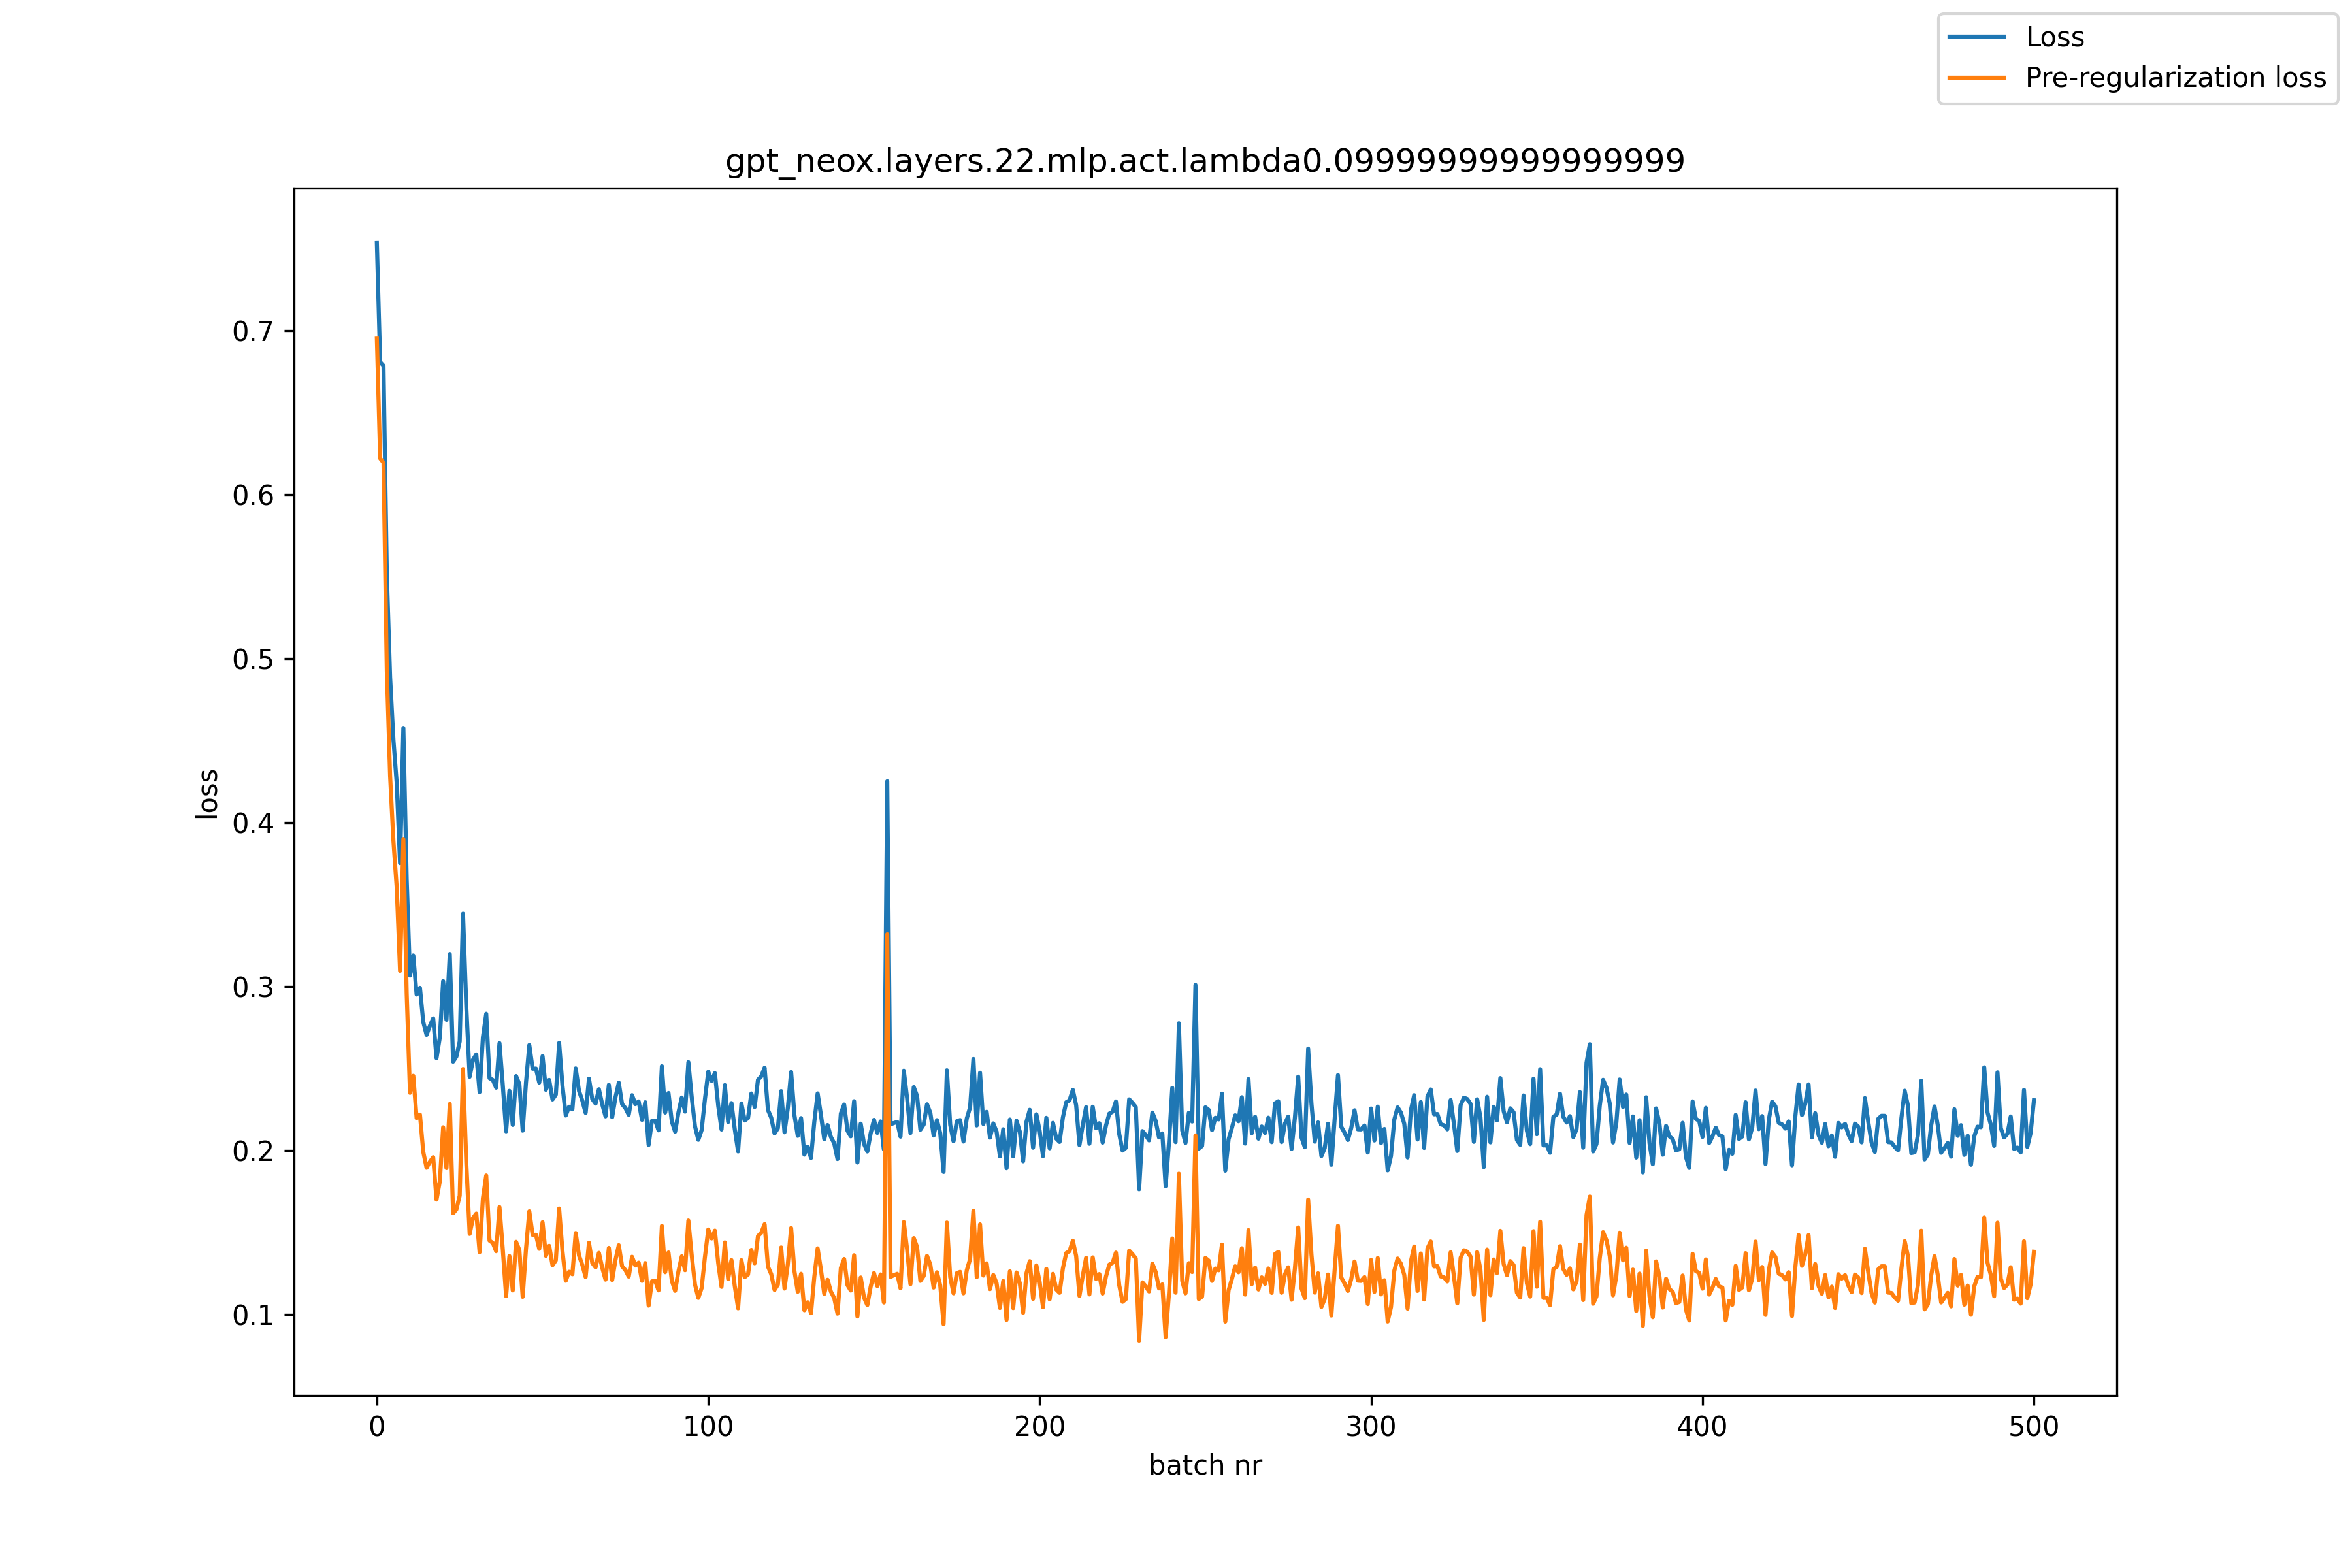 Loss
Pre-regularization loss
gpt_neox.layers.22.mlp.act.lambda0.09999999999999999
loss
0.7
0.6
0.5
0.4
0.3
0.2
0.1
0 100 200 300 400 500
batch nr